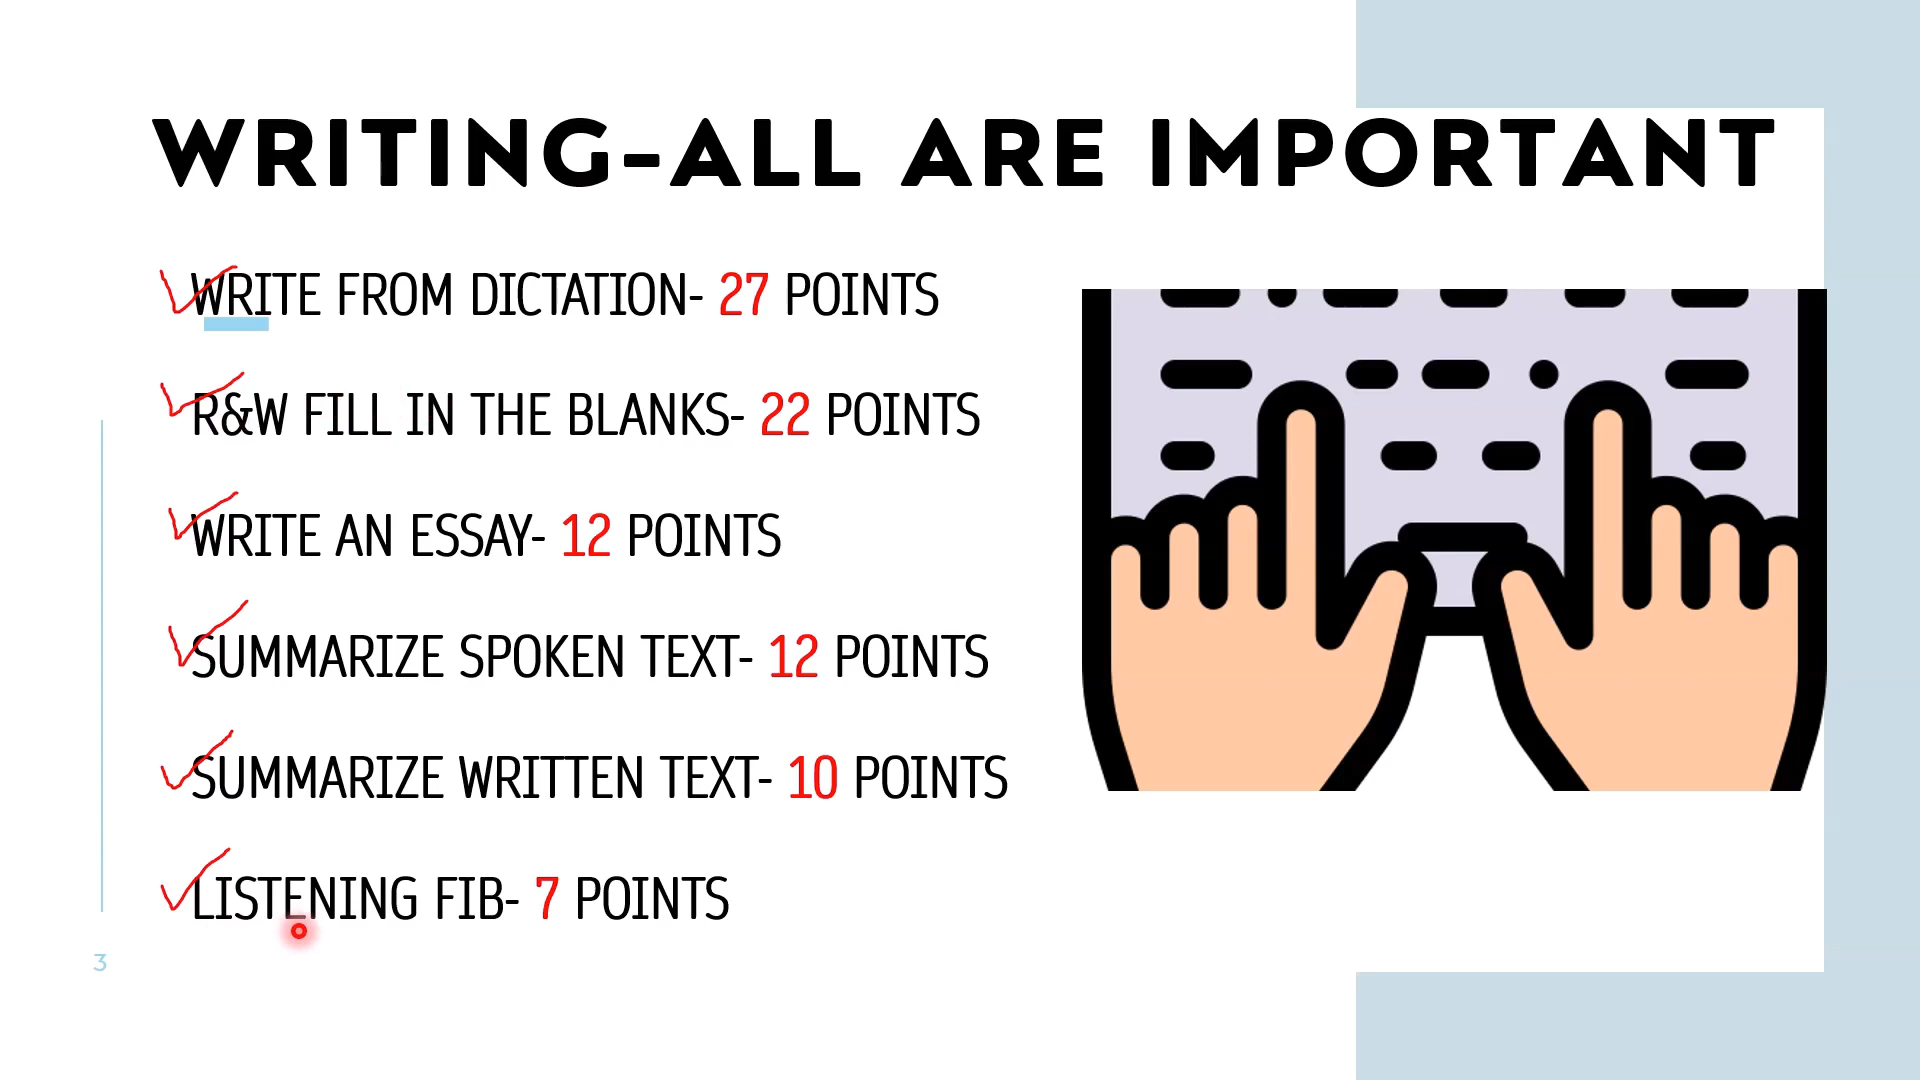 WRITING-ALL ARE IMPORTANT
WRITE FROM DICTATION- 27 POINTS
R&W FILL IN THE BLANKS- 22 POINTS
WRITE AN ESSAY- 12 POINTS
SUMMARIZE SPOKEN TEXT- 12 POINTS
SUMMARIZE WRITTEN TEXT- 10 POINTS
LISTENING FIB- 7 POINTS
3